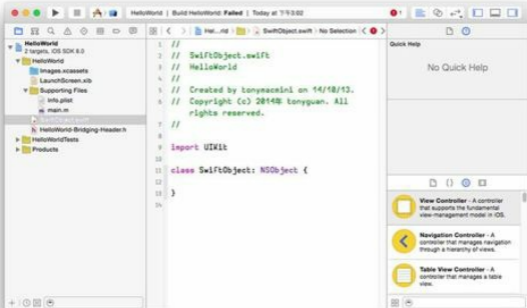 HelloWorld
HelloWorld | Build HelloWorld: Failed | Today at 下午3:02
1
Hel...rld
SwiftObject.swift
No Selection
HelloWorld
2 targets, iOS SDK 8.0
HelloWorld
Images.xcassets
LaunchScreen.xib
Supporting Files
Info.plist
main.m
SwiftObject.swift
HelloWorld-Bridging-Header.h
HelloWorldTests
Products
//
// SwiftObject.swift
// HelloWorld
//
// Created by tonymacmini on 14/10/13.
// Copyright (c) 2014年 tonyguan. All
rights reserved.
//
import UIKit
class SwiftObject: NSObject {
}
Quick Help
No Quick Help
View Controller - A controller
that supports the fundamental
view-management model in iOS.
Navigation Controller - A
controller that manages navigation
through a hierarchy of views.
Table View Controller - A
controller that manages a table
view.